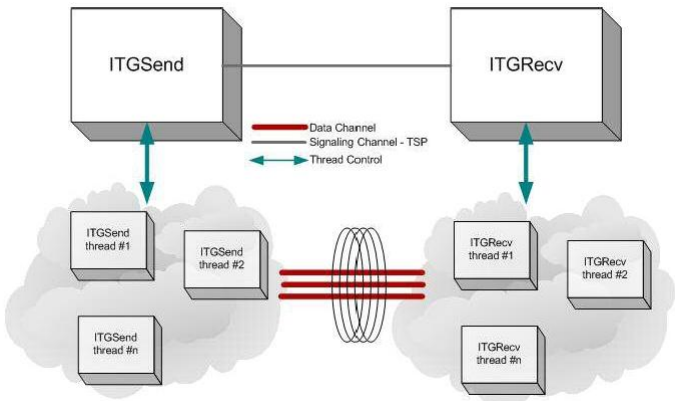 ITGSend
ITGRecv
Data Channel
Signaling Channel - TSP
Thread Control
ITGSend
thread #1
ITGSend
thread #2
ITGSend
thread #n
ITGRecv
thread #1
ITGRecv
thread #2
ITGRecv
thread #n